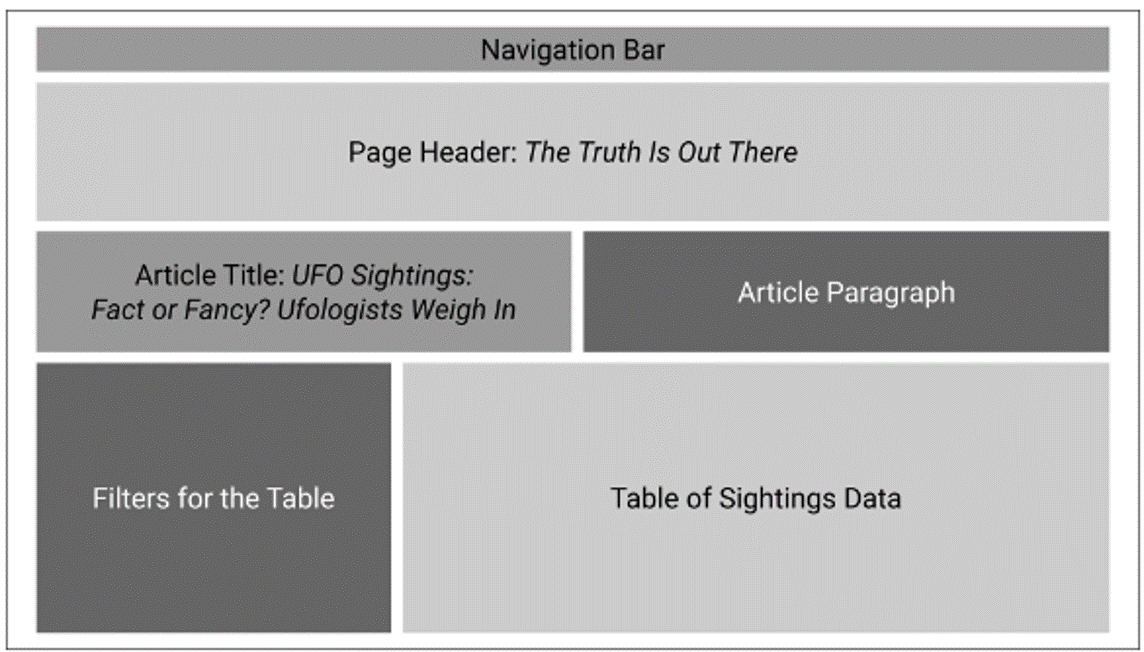 Navigation Bar
Page Header: The Truth Is Out There
Article Title: UFO Sightings:
Fact or Fancy? Ufologists Weigh In
Article Paragraph
Filters for the Table
Table of Sightings Data